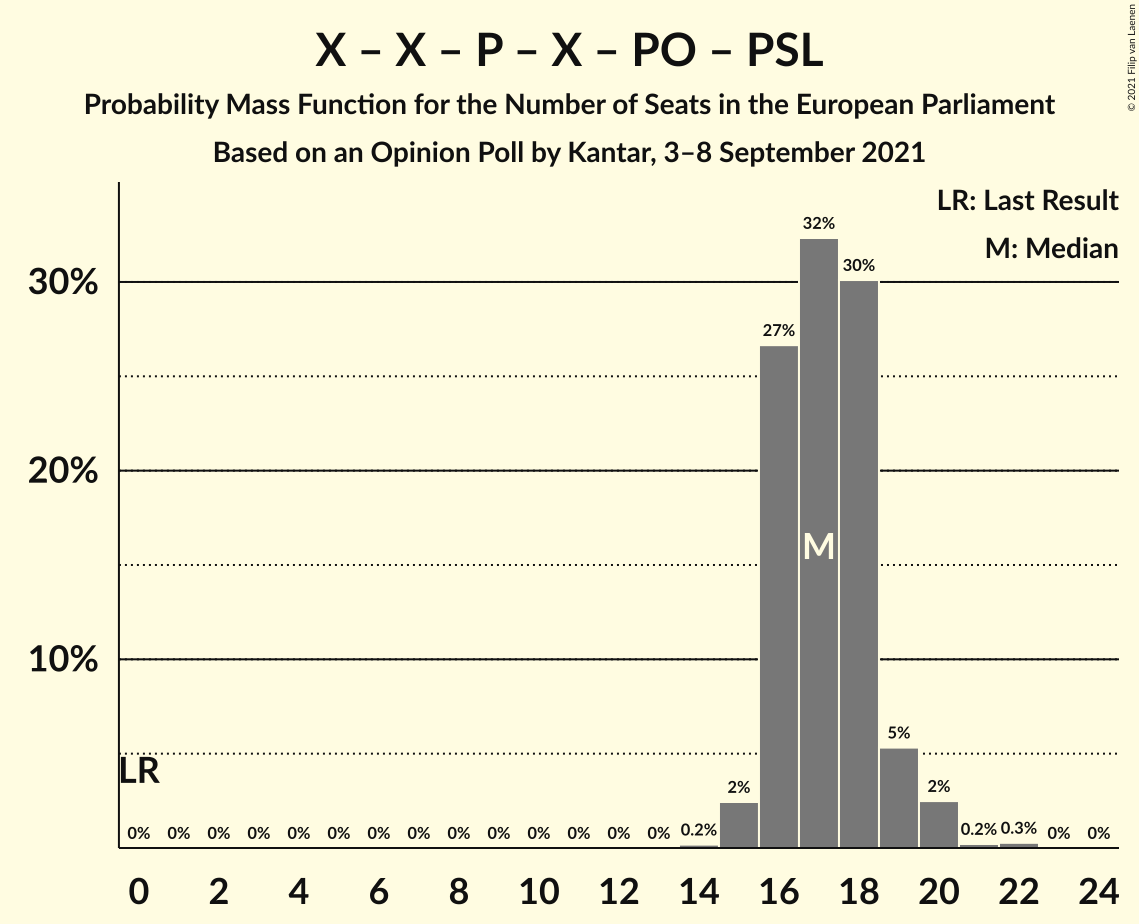 X – X – P – X – PO – PSL
Probability Mass Function for the Number of Seats in the European Parliament
Based on an Opinion Poll by Kantar, 3–8 September 2021
© 2021 Filip van Laenen
LR: Last Result
M: Median
32%
30%
27%
30%
20%
10%
M
LR
5%
2%
2%
0% 0% 0% 0% 0% 0% 0% 0% 0% 0% 0% 0% 0% 0% 0.2% 0.2% 0.3% 0% 0%
0 2 4 6 8 10 12 14 16 18 20 22 24